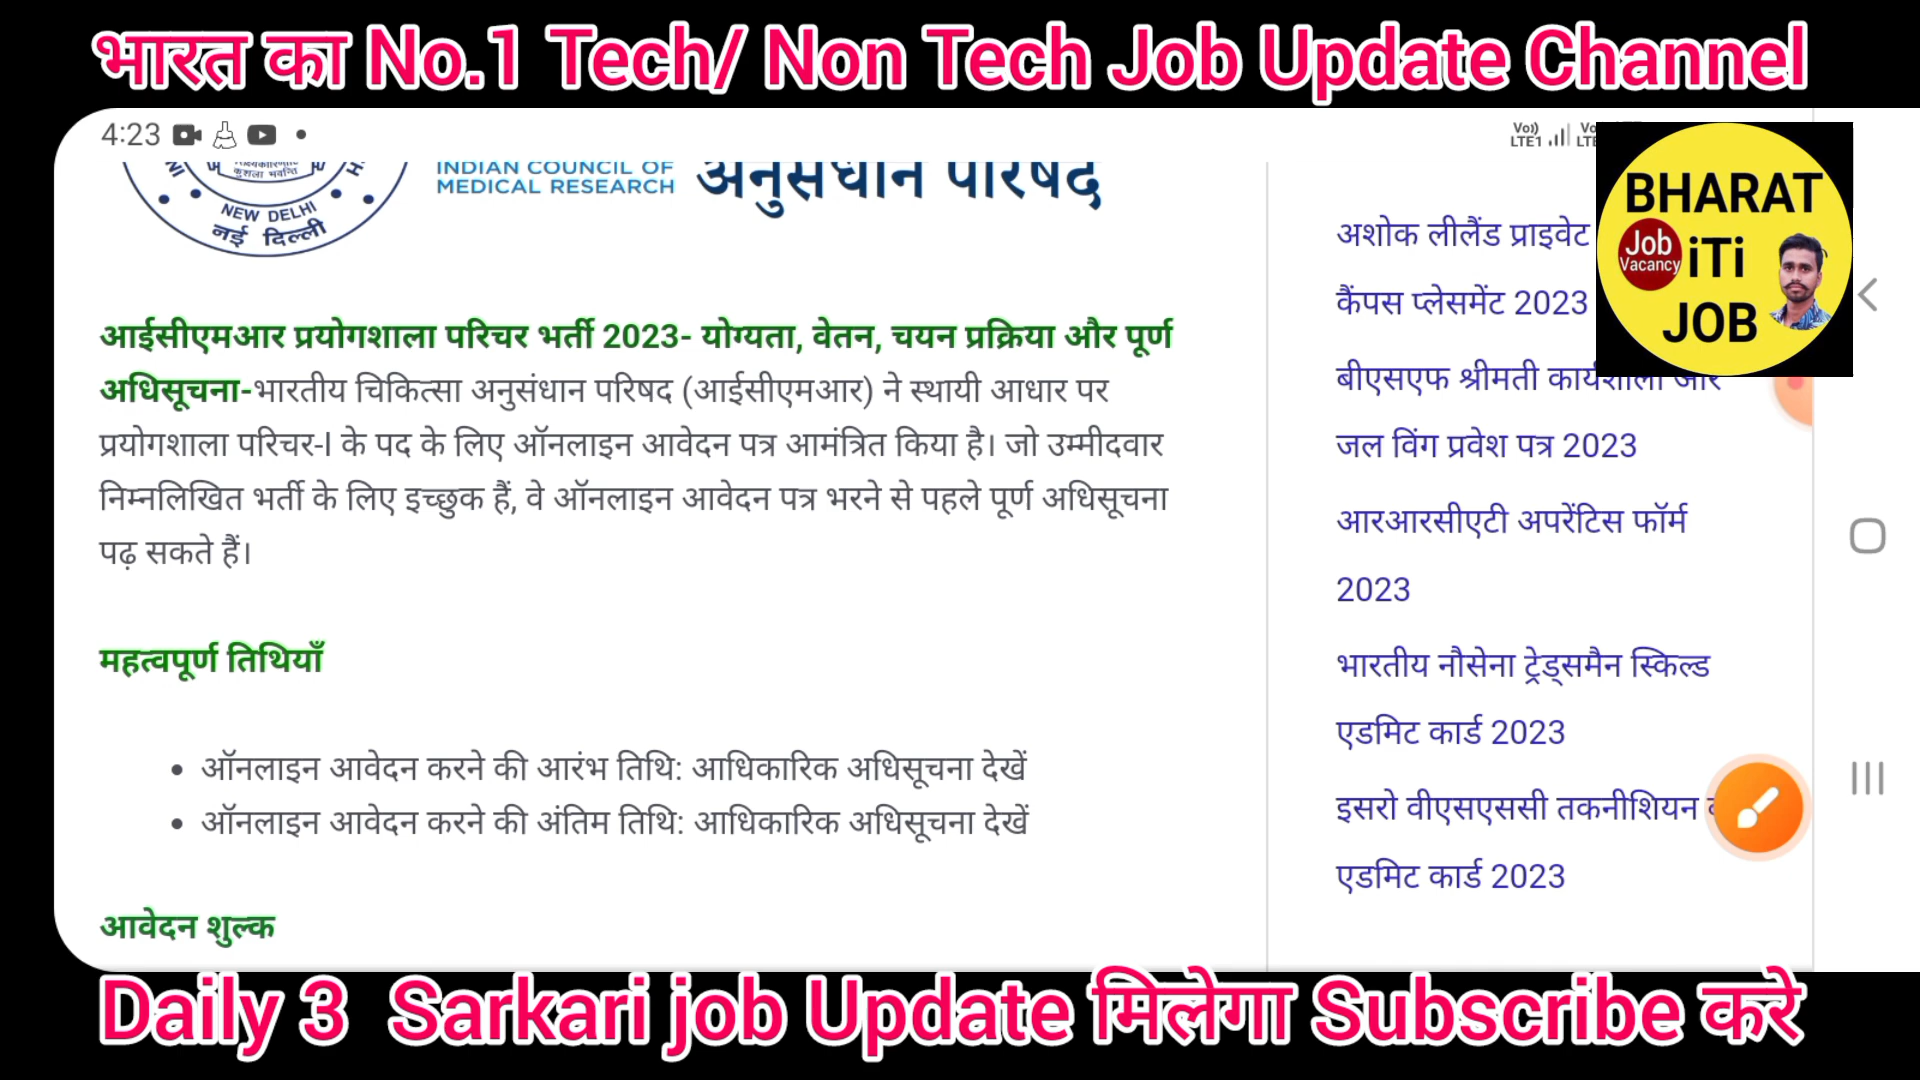 भारत का No.1 Tech/ Non Tech Job Update Channel
4:23
Vo)) LTE1
कुशला भवन्ति
NEW DELHI
नई दिल्ली
INDIAN COUNCIL OF
MEDICAL RESEARCH
अनुसंधान परिषद
आईसीएमआर प्रयोगशाला परिचर भर्ती 2023- योग्यता, वेतन, चयन प्रक्रिया और पूर्ण
अधिसूचना-भारतीय चिकित्सा अनुसंधान परिषद (आईसीएमआर) ने स्थायी आधार पर
प्रयोगशाला परिचर-I के पद के लिए ऑनलाइन आवेदन पत्र आमंत्रित किया है। जो उम्मीदवार
निम्नलिखित भर्ती के लिए इच्छुक हैं, वे ऑनलाइन आवेदन पत्र भरने से पहले पूर्ण अधिसूचना
पढ़ सकते हैं।
महत्वपूर्ण तिथियाँ
• ऑनलाइन आवेदन करने की आरंभ तिथि: आधिकारिक अधिसूचना देखें
• ऑनलाइन आवेदन करने की अंतिम तिथि: आधिकारिक अधिसूचना देखें
आवेदन शुल्क
अशोक लीलैंड प्राइवेट
कैंपस प्लेसमेंट 2023
बीएसएफ श्रीमती कार्यशाला और
जल विंग प्रवेश पत्र 2023
आरआरसीएटी अपरेंटिस फॉर्म
2023
भारतीय नौसेना ट्रेड्समैन स्किल्ड
एडमिट कार्ड 2023
इसरो वीएसएससी तकनीशियन
एडमिट कार्ड 2023
BHARAT
Job
Vacancy
iTi
JOB
Daily 3 Sarkari job Update मिलेगा Subscribe करे